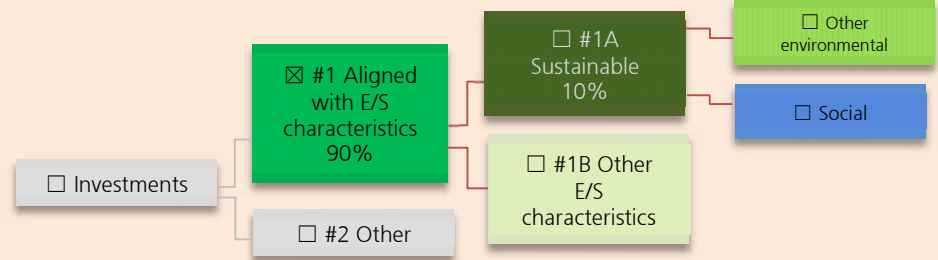 ☐ Investments
☒ #1 Aligned
with E/S
characteristics
90%
☐ #2 Other
☐ #1A
Sustainable
10%
☐ #1B Other
E/S
characteristics
☐ Other
environmental
☐ Social